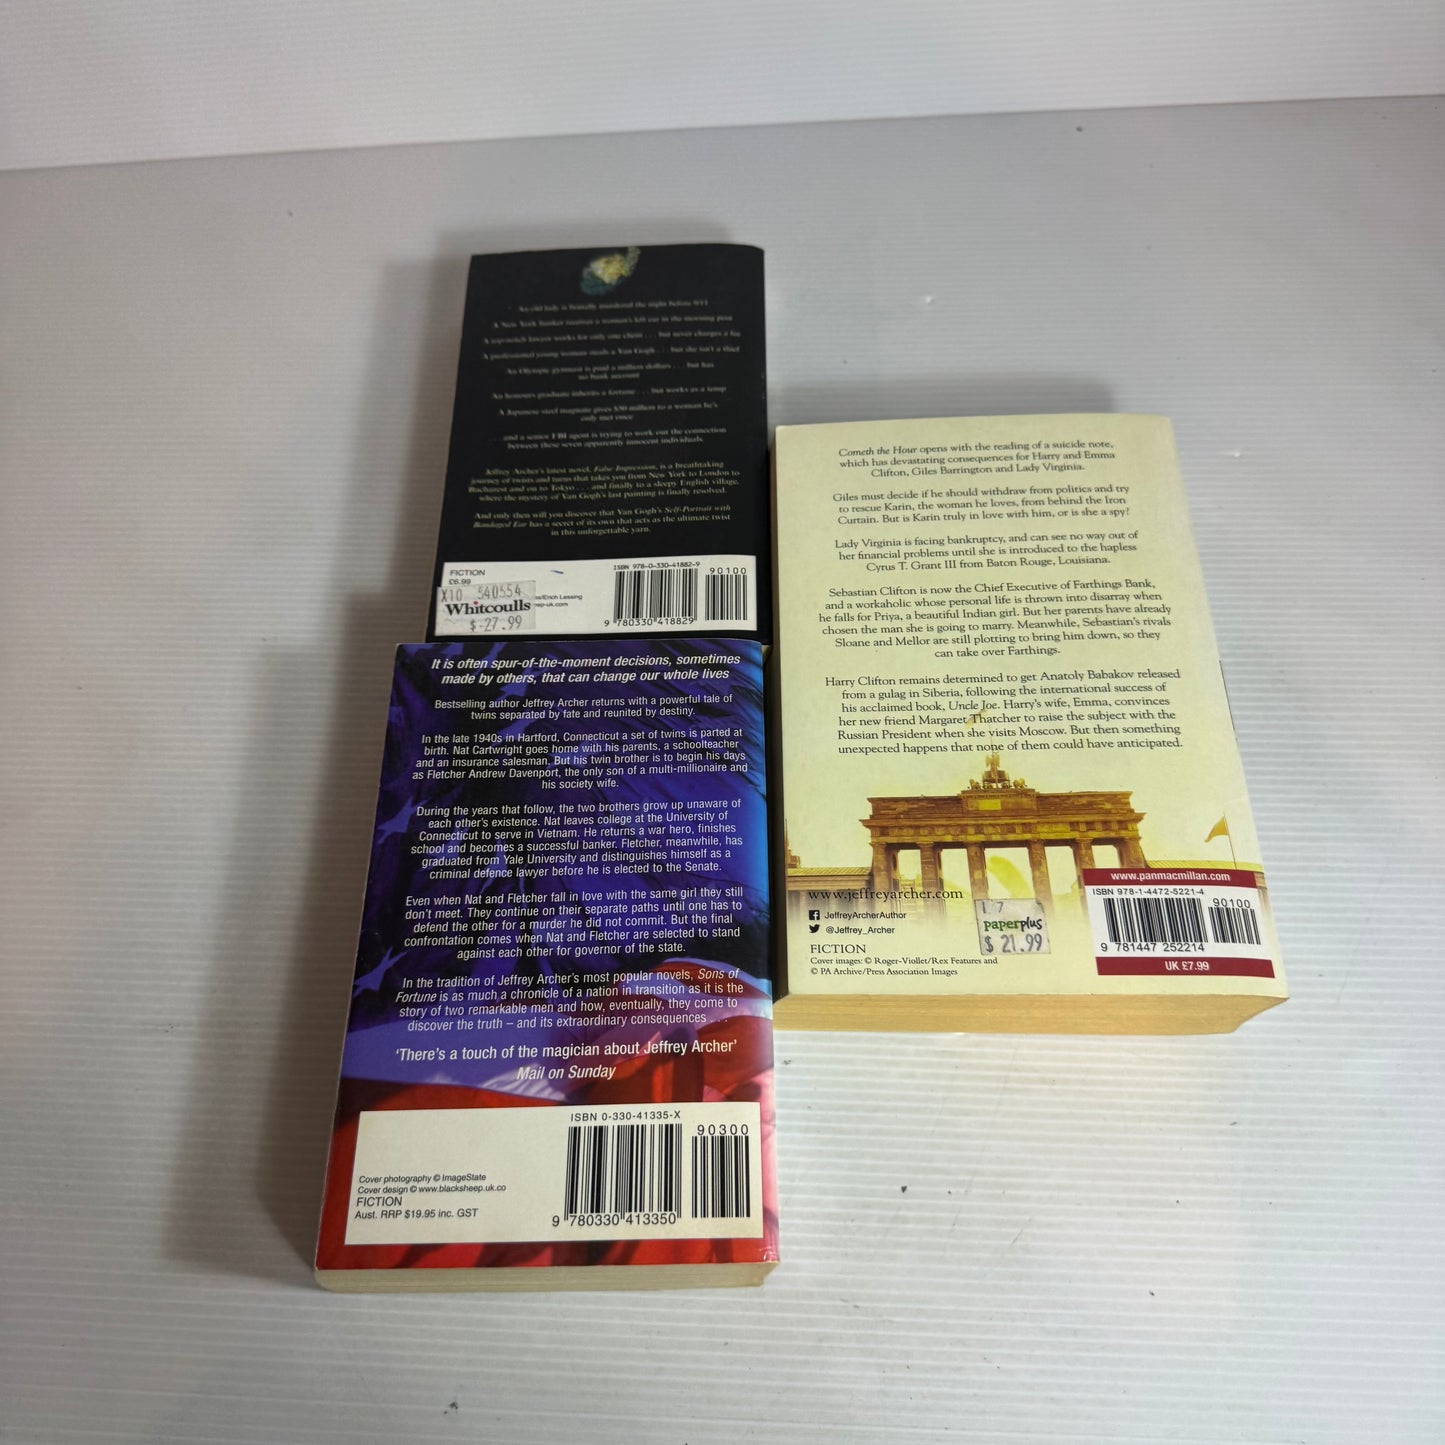 An old lady is brutally murdered the night before 9/11
A New York banker receives a woman's left ear in the morning post
A top-notch lawyer works for only one client . . . but never charges a fee
A professional young woman steals a Van Gogh . . . but she isn't a thief
An Olympic gymnast is paid a million dollars . . . but has
no bank account
An honours graduate inherits a fortune . . . but works as a temp
A Japanese steel magnate gives $50 million to a woman he's
only met once
. . . and a senior FBI agent is trying to work out the connection
between these seven apparently innocent individuals
Jeffrey Archer's latest novel, False Impression, is a breathtaking
journey of twists and turns that takes you from New York to London to
Bucharest and on to Tokyo . . . and finally to a sleepy English village,
where the mystery of Van Gogh's last painting is finally resolved.
And only then will you discover that Van Gogh's Self-Portrait with
Bandaged Ear has a secret of its own that acts as the ultimate twist
in this unforgettable yarn.
FICTION
£6.99
X10 540554
Whitcoulls
$ -27.99
/Erich Lessing
ep-uk.com
ISBN 978-0-330-41882-9
90100
9 780330 418829
It is often spur-of-the-moment decisions, sometimes
made by others, that can change our whole lives
Bestselling author Jeffrey Archer returns with a powerful tale of
twins separated by fate and reunited by destiny.
In the late 1940s in Hartford, Connecticut a set of twins is parted at
birth. Nat Cartwright goes home with his parents, a schoolteacher
and an insurance salesman. But his twin brother is to begin his days
as Fletcher Andrew Davenport, the only son of a multi-millionaire and
his society wife.
During the years that follow, the two brothers grow up unaware of
each other's existence. Nat leaves college at the University of
Connecticut to serve in Vietnam. He returns a war hero, finishes
school and becomes a successful banker. Fletcher, meanwhile, has
graduated from Yale University and distinguishes himself as a
criminal defence lawyer before he is elected to the Senate.
Even when Nat and Fletcher fall in love with the same girl they still
don't meet. They continue on their separate paths until one has to
defend the other for a murder he did not commit. But the final
confrontation comes when Nat and Fletcher are selected to stand
against each other for governor of the state.
In the tradition of Jeffrey Archer's most popular novels, Sons of
Fortune is as much a chronicle of a nation in transition as it is the
story of two remarkable men and how, eventually, they come to
discover the truth – and its extraordinary consequences . . .
'There's a touch of the magician about Jeffrey Archer'
Mail on Sunday
Cover photography © ImageState
Cover design © www.blacksheep.uk.co
FICTION
Aust. RRP $19.95 inc. GST
ISBN 0-330-41335-X
90300
9 780330 413350
Cometh the Hour opens with the reading of a suicide note,
which has devastating consequences for Harry and Emma
Clifton, Giles Barrington and Lady Virginia.
Giles must decide if he should withdraw from politics and try
to rescue Karin, the woman he loves, from behind the Iron
Curtain. But is Karin truly in love with him, or is she a spy?
Lady Virginia is facing bankruptcy, and can see no way out of
her financial problems until she is introduced to the hapless
Cyrus T. Grant III from Baton Rouge, Louisiana.
Sebastian Clifton is now the Chief Executive of Farthings Bank,
and a workaholic whose personal life is thrown into disarray when
he falls for Priya, a beautiful Indian girl. But her parents have already
chosen the man she is going to marry. Meanwhile, Sebastian's rivals
Sloane and Mellor are still plotting to bring him down, so they
can take over Farthings.
Harry Clifton remains determined to get Anatoly Babakov released
from a gulag in Siberia, following the international success of
his acclaimed book, Uncle Joe. Harry's wife, Emma, convinces
her new friend Margaret Thatcher to raise the subject with the
Russian President when she visits Moscow. But then something
unexpected happens that none of them could have anticipated.
www.jeffreyarcher.com
JeffreyArcherAuthor
@Jeffrey_Archer
FICTION
Cover images: © Roger-Viollet/Rex Features and
© PA Archive/Press Association Images
1 7
paperplus
$ 21.99
www.panmacmillan.com
ISBN 978-1-4472-5221-4
90100
9 781447 252214
UK £7.99